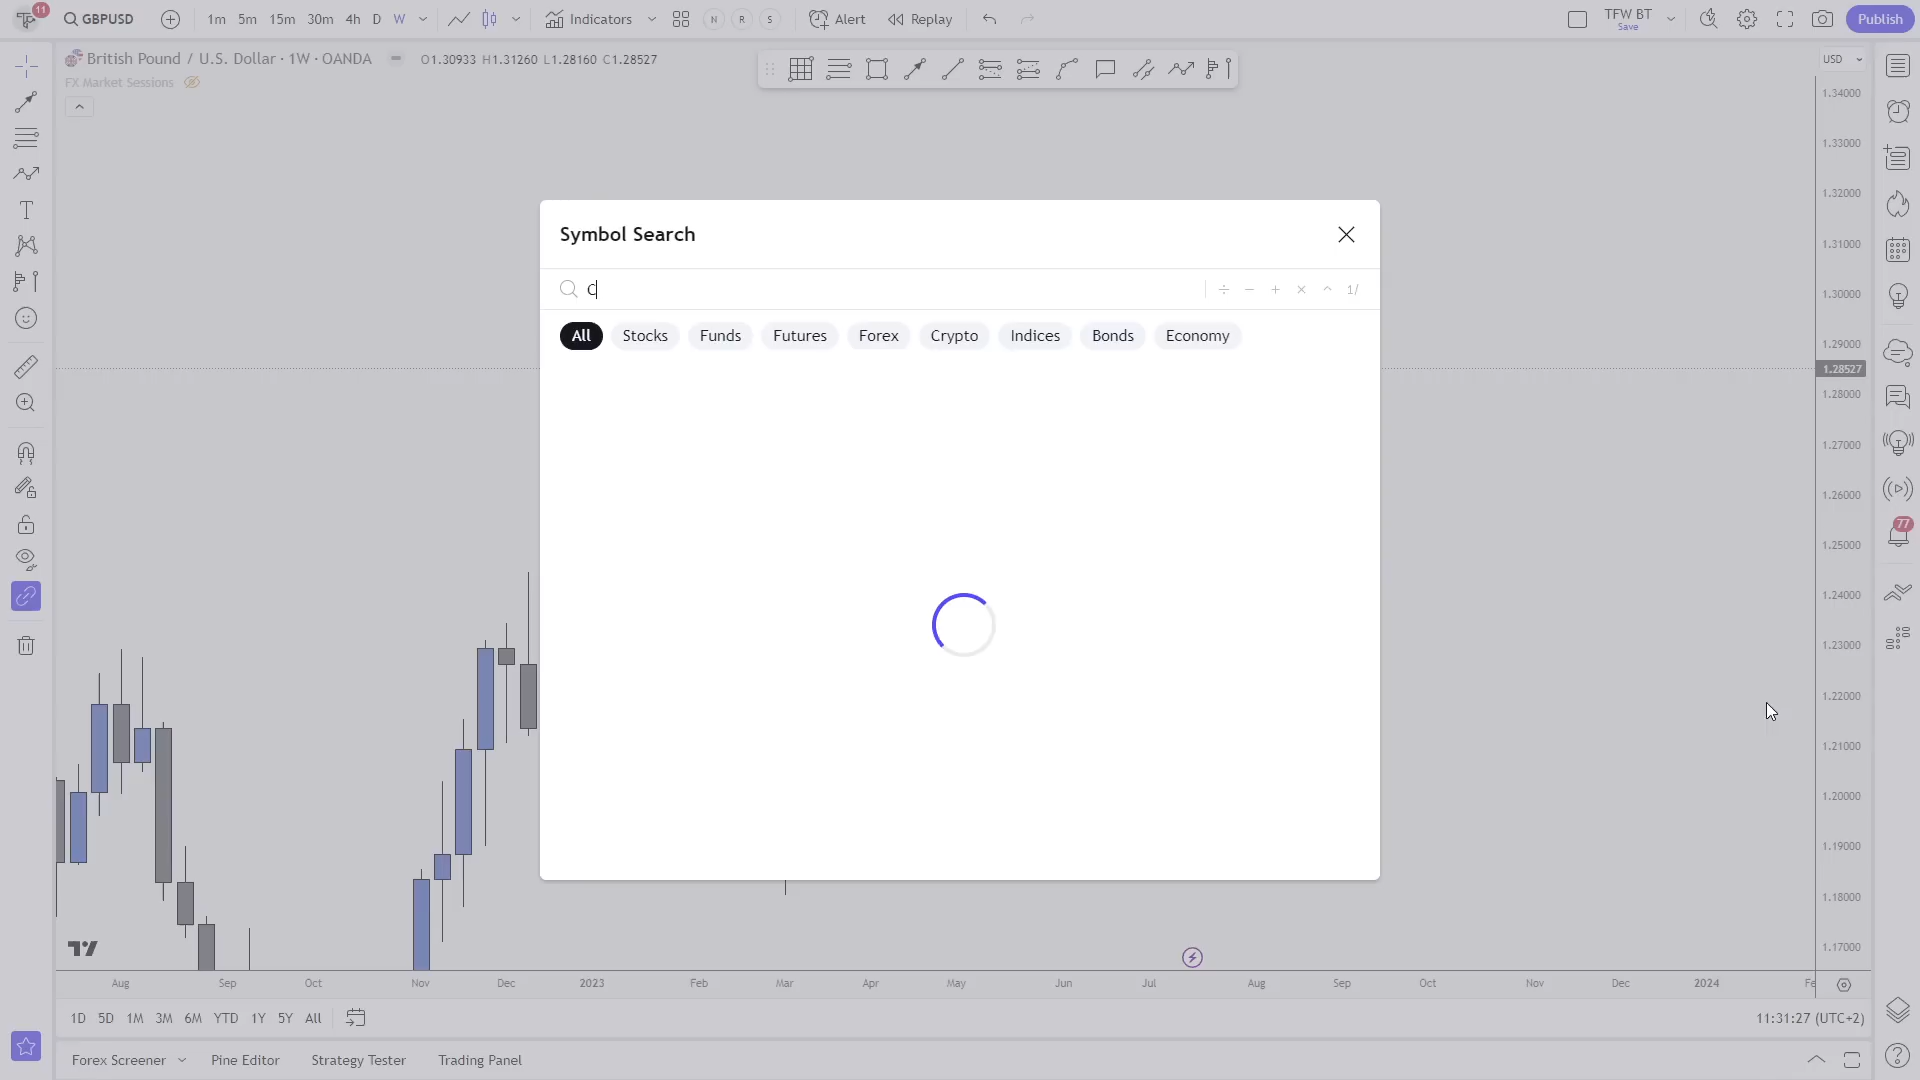 11
GBPUSD
1m 5m 15m 30m 4h D W
Indicators
N R S
Alert
Replay
TFW BT
Save
Publish
British Pound / U.S. Dollar · 1W · OANDA
O1.30933 H1.31260 L1.28160 C1.28527
FX Market Sessions
USD
1.34000
1.33000
1.32000
1.31000
1.30000
1.29000
1.28527
1.28000
1.27000
1.26000
1.25000
1.24000
1.23000
1.22000
1.21000
1.20000
1.19000
1.18000
1.17000
Symbol Search
C
÷ − + × ^ 1/
All Stocks Funds Futures Forex Crypto Indices Bonds Economy
77
Aug Sep Oct Nov Dec 2023 Feb Mar Apr May Jun Jul Aug Sep Oct Nov Dec 2024 Fe
1D 5D 1M 3M 6M YTD 1Y 5Y All
11:31:27 (UTC+2)
Forex Screener Pine Editor Strategy Tester Trading Panel